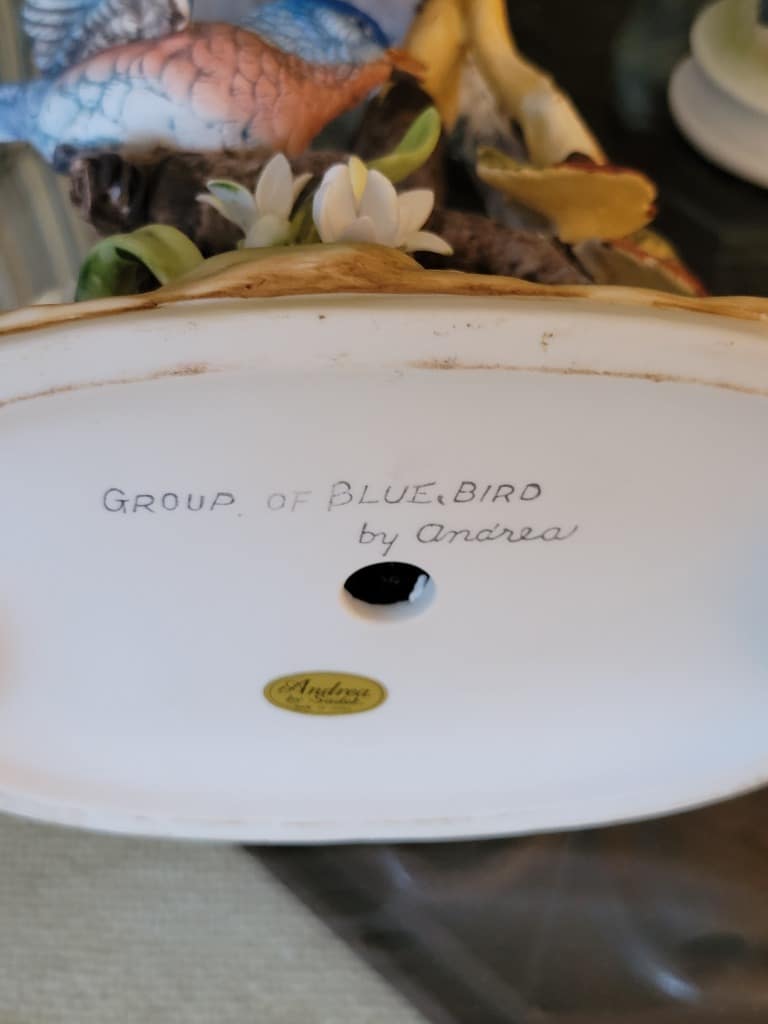 GROUP. OF BLUE.BIRD
by Andrea
Andrea
by Sadek